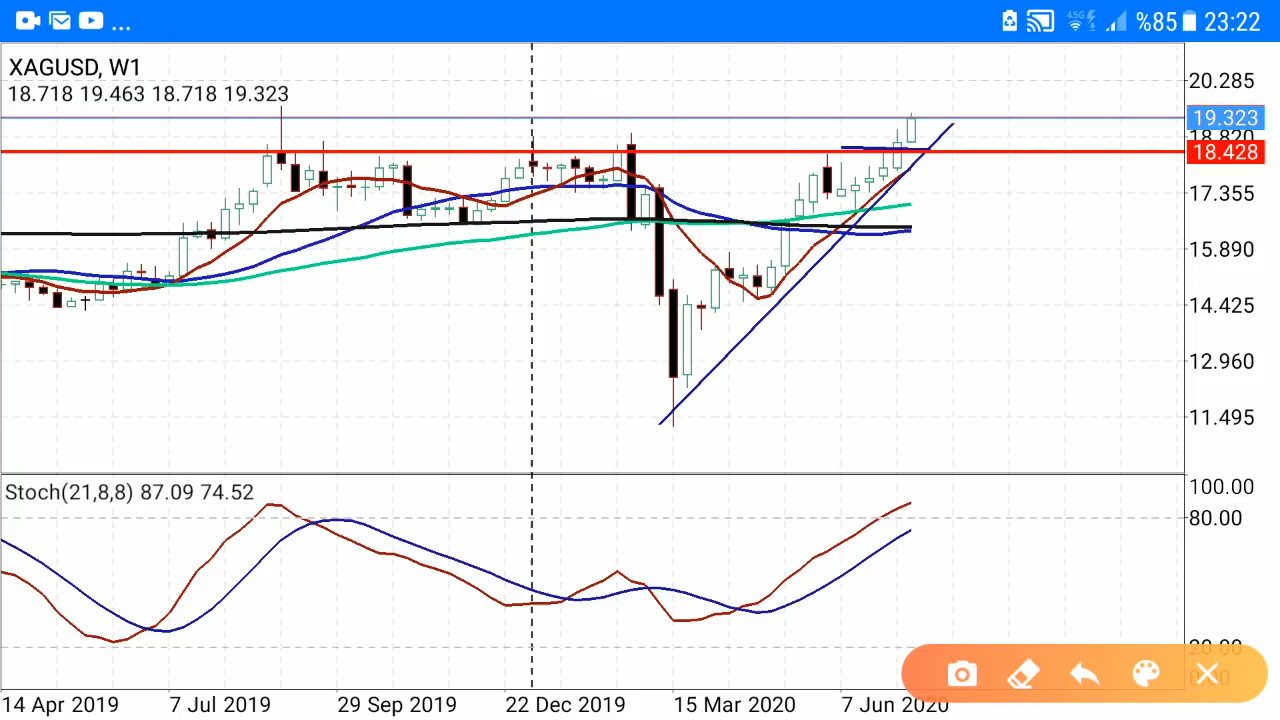 ... %85 23:22
XAGUSD, W1
18.718 19.463 18.718 19.323
20.285
19.323
18.820
18.428
17.355
15.890
14.425
12.960
11.495
Stoch(21,8,8) 87.09 74.52
100.00
80.00
20.00
14 Apr 2019 7 Jul 2019 29 Sep 2019 22 Dec 2019 15 Mar 2020 7 Jun 2020